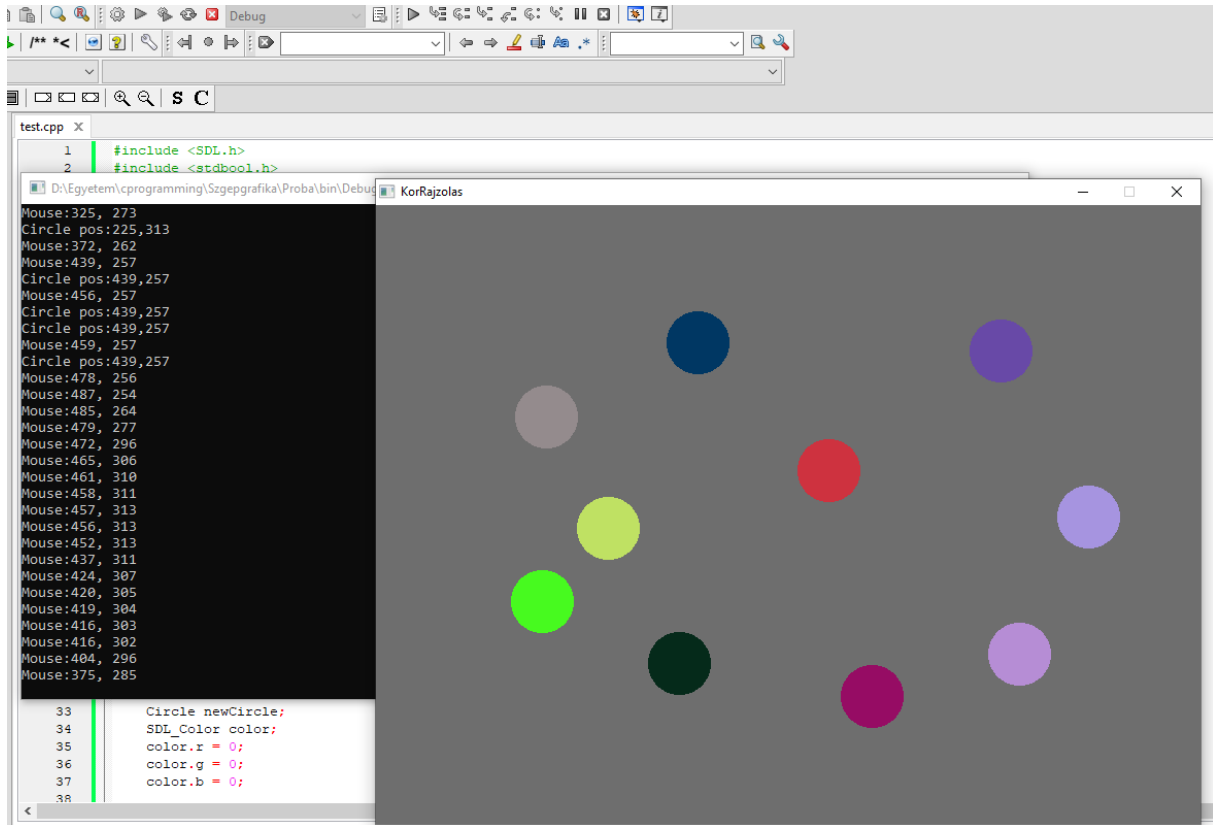 Debug
/** *<
Aa .*
S C
test.cpp X
1 #include <SDL.h>
2 #include <stdbool.h>
D:\Egyetem\cprogramming\Szgepgrafika\Proba\bin\Debug
KorRajzolas
Mouse:325, 273
Circle pos:225,313
Mouse:372, 262
Mouse:439, 257
Circle pos:439,257
Mouse:456, 257
Circle pos:439,257
Circle pos:439,257
Mouse:459, 257
Circle pos:439,257
Mouse:478, 256
Mouse:487, 254
Mouse:485, 264
Mouse:479, 277
Mouse:472, 296
Mouse:465, 306
Mouse:461, 310
Mouse:458, 311
Mouse:457, 313
Mouse:456, 313
Mouse:452, 313
Mouse:437, 311
Mouse:424, 307
Mouse:420, 305
Mouse:419, 304
Mouse:416, 303
Mouse:416, 302
Mouse:404, 296
Mouse:375, 285
33 Circle newCircle;
34 SDL_Color color;
35 color.r = 0;
36 color.g = 0;
37 color.b = 0;
38